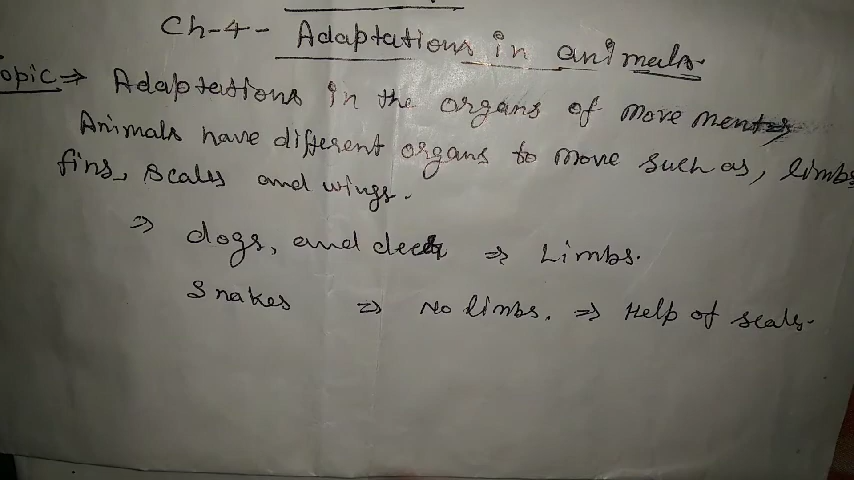 Ch-4- Adaptations in animals.
opic ⇒ Adaptations in the organs of movements
Animals have different organs to move such as, limbs
fins, scales and wings.
⇒ dogs, and deer ⇒ Limbs.
Snakes ⇒ No limbs. ⇒ Help of scals.